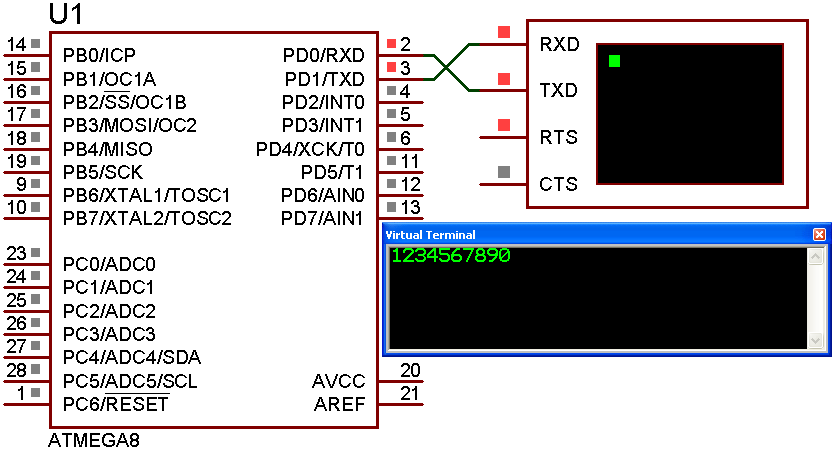 U1
14 PB0/ICP PD0/RXD 2
15 PB1/OC1A PD1/TXD 3
16 PB2/SS/OC1B PD2/INT0 4
17 PB3/MOSI/OC2 PD3/INT1 5
18 PB4/MISO PD4/XCK/T0 6
19 PB5/SCK PD5/T1 11
9 PB6/XTAL1/TOSC1 PD6/AIN0 12
10 PB7/XTAL2/TOSC2 PD7/AIN1 13
23 PC0/ADC0
24 PC1/ADC1
25 PC2/ADC2
26 PC3/ADC3
27 PC4/ADC4/SDA
28 PC5/ADC5/SCL AVCC 20
1 PC6/RESET AREF 21
ATMEGA8
RXD
TXD
RTS
CTS
Virtual Terminal
1234567890